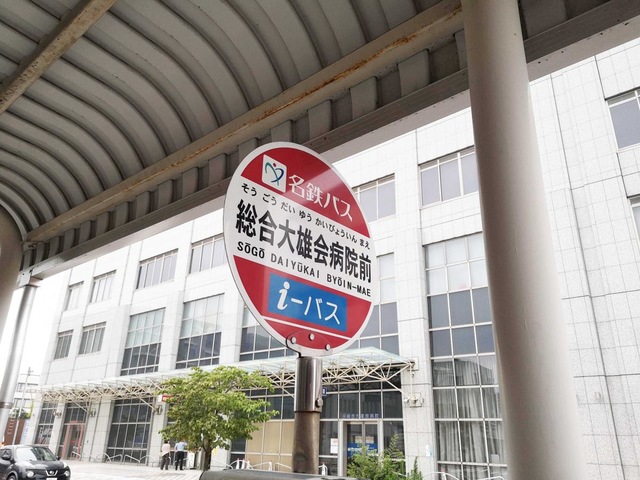 名鉄バス
そう ごう だい ゆう かいびょういん まえ
総合大雄会病院前
SŌGŌ DAIYŪKAI BYŌIN-MAE
i-バス